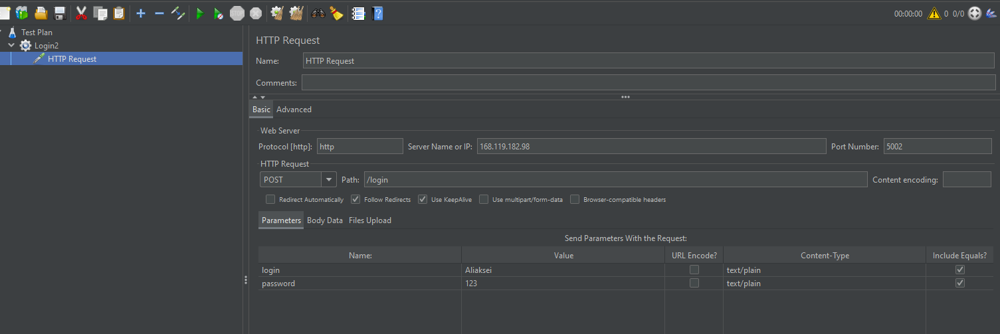 STOP
00:00:00 0 0/0
Test Plan
Login2
HTTP Request
HTTP Request
Name: HTTP Request
Comments:
Basic Advanced
Web Server
Protocol [http]: http Server Name or IP: 168.119.182.98 Port Number: 5002
HTTP Request
POST Path: /login Content encoding:
Redirect Automatically Follow Redirects Use KeepAlive Use multipart/form-data Browser-compatible headers
Parameters Body Data Files Upload
Send Parameters With the Request:
Name: Value URL Encode? Content-Type Include Equals?
login Aliaksei text/plain
password 123 text/plain